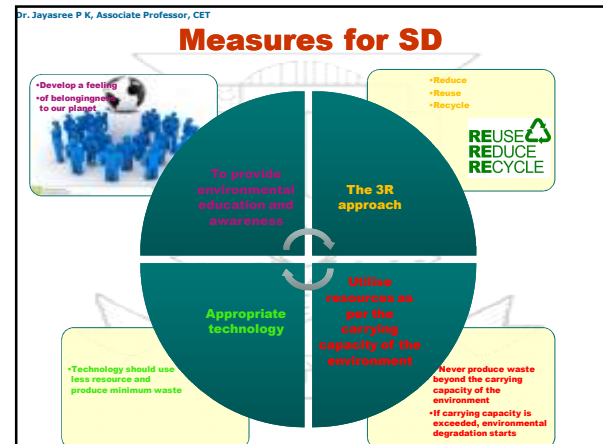 Dr. Jayasree P K, Associate Professor, CET
Measures for SD
•Develop a feeling
•of belongingness
to our planet
•Reduce
•Reuse
•Recycle
REUSE
REDUCE
RECYCLE
To provide
environmental
education and
awareness
The 3R
approach
Appropriate
technology
Utilise
resources as
per the
carrying
capacity of the
environment
•Technology should use
less resource and
produce minimum waste
•Never produce waste
beyond the carrying
capacity of the
environment
•If carrying capacity is
exceeded, environmental
degradation starts